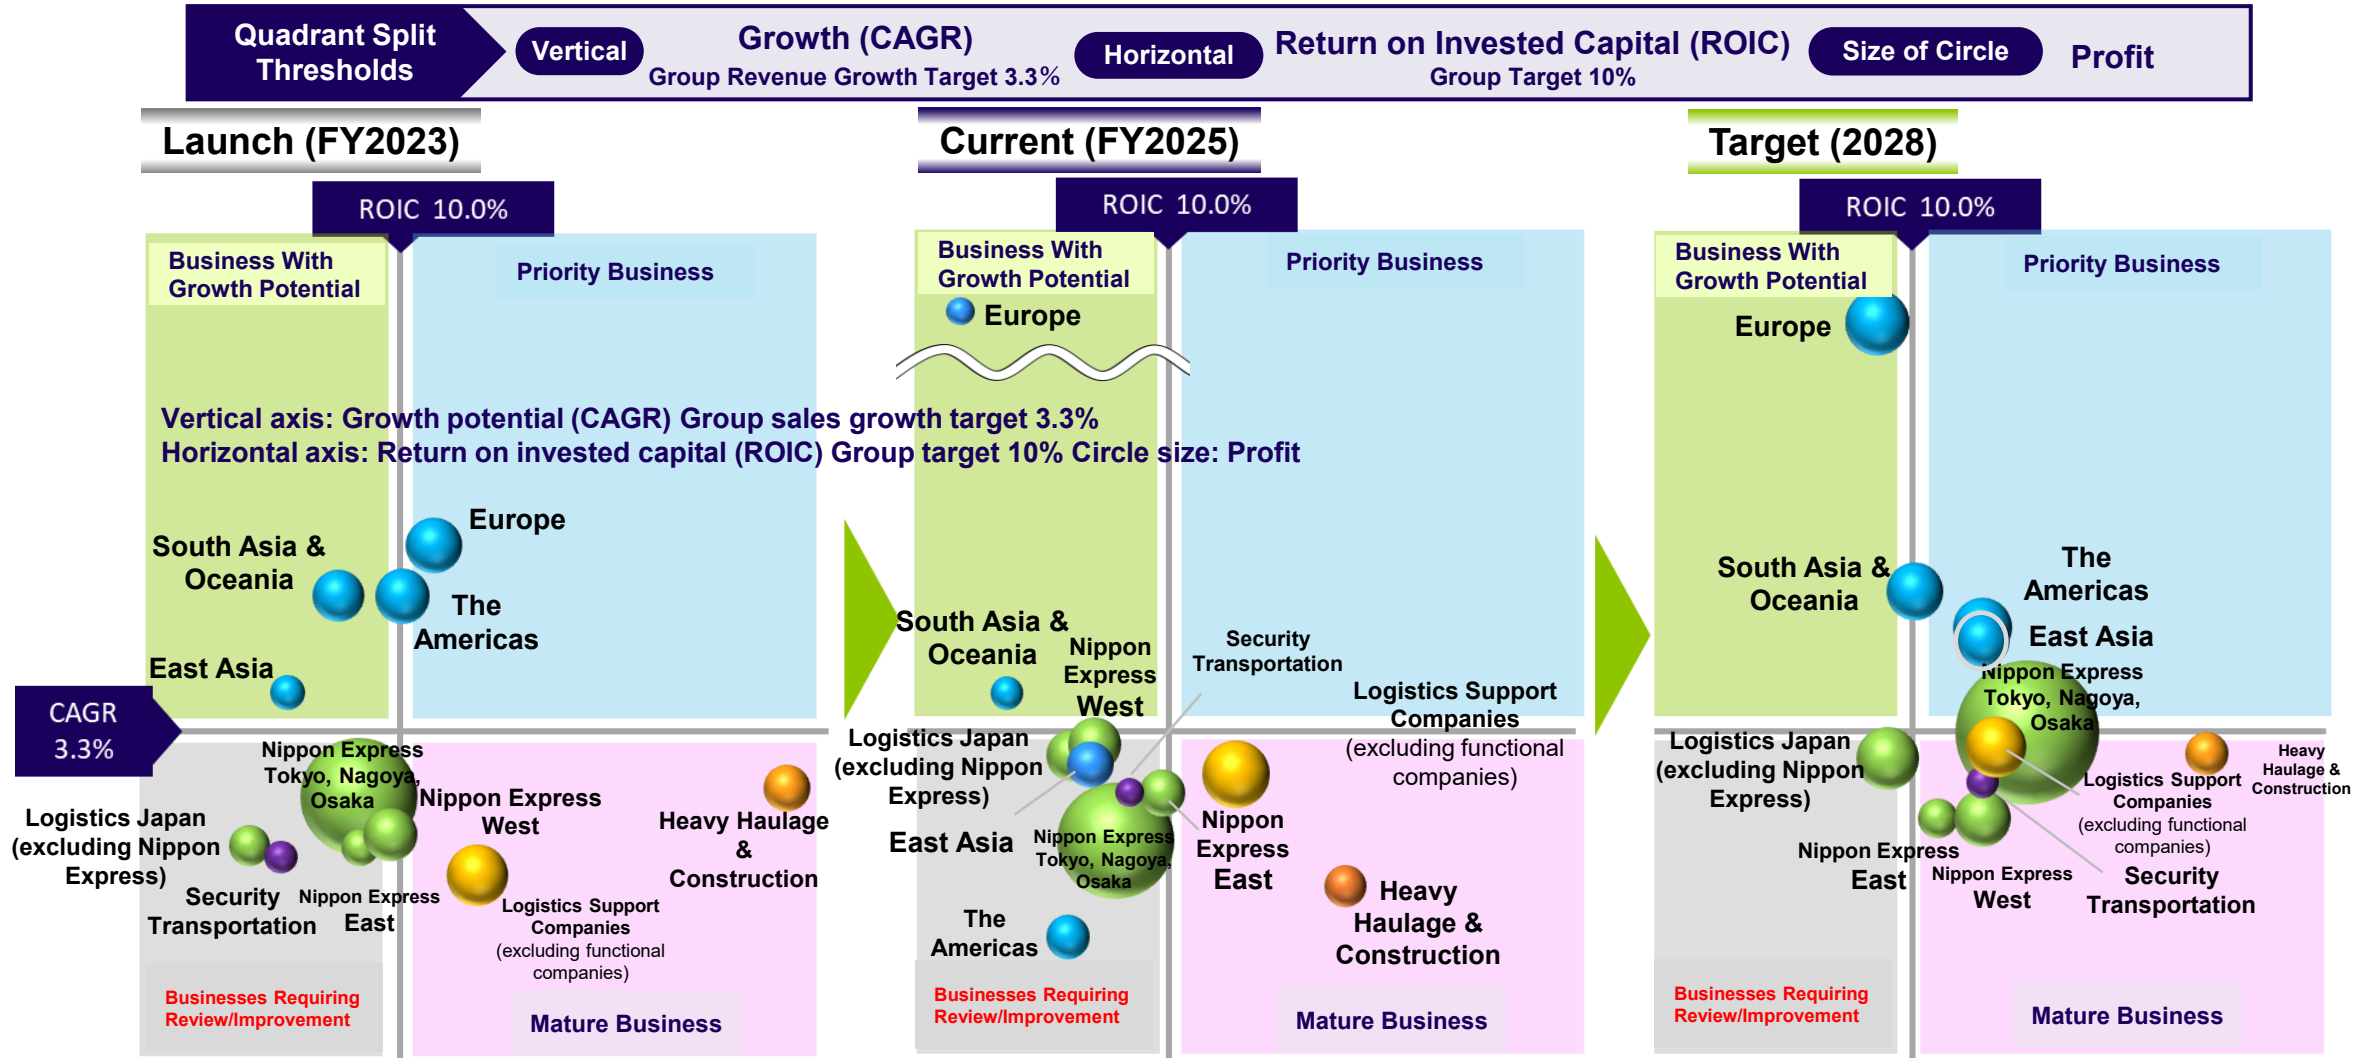 Quadrant Split
Thresholds
Vertical
Growth (CAGR)
Group Revenue Growth Target 3.3%
Horizontal
Return on Invested Capital (ROIC)
Group Target 10%
Size of Circle
Profit
Launch (FY2023)
ROIC 10.0%
Business With
Growth Potential
Priority Business
Vertical axis: Growth potential (CAGR) Group sales growth target 3.3%
Horizontal axis: Return on invested capital (ROIC) Group target 10% Circle size: Profit
Europe
South Asia &
Oceania
The
Americas
East Asia
CAGR
3.3%
Nippon Express
Tokyo, Nagoya,
Osaka
Nippon Express
West
Logistics Japan
(excluding Nippon
Express)
Security
Transportation
Nippon Express
East
Heavy Haulage
&
Construction
Logistics Support
Companies
(excluding functional
companies)
Businesses Requiring
Review/Improvement
Mature Business
Current (FY2025)
ROIC 10.0%
Business With
Growth Potential
Priority Business
Europe
South Asia &
Oceania
Nippon
Express
West
Security
Transportation
Logistics Support
Companies
(excluding functional
companies)
Logistics Japan
(excluding Nippon
Express)
East Asia
Nippon Express
Tokyo, Nagoya,
Osaka
Nippon
Express
East
Heavy
Haulage &
Construction
The
Americas
Businesses Requiring
Review/Improvement
Mature Business
Target (2028)
ROIC 10.0%
Business With
Growth Potential
Priority Business
Europe
South Asia &
Oceania
The
Americas
East Asia
Nippon Express
Tokyo, Nagoya,
Osaka
Logistics Japan
(excluding Nippon
Express)
Heavy
Haulage &
Construction
Logistics Support
Companies
(excluding functional
companies)
Nippon Express
East
Nippon Express
West
Security
Transportation
Businesses Requiring
Review/Improvement
Mature Business